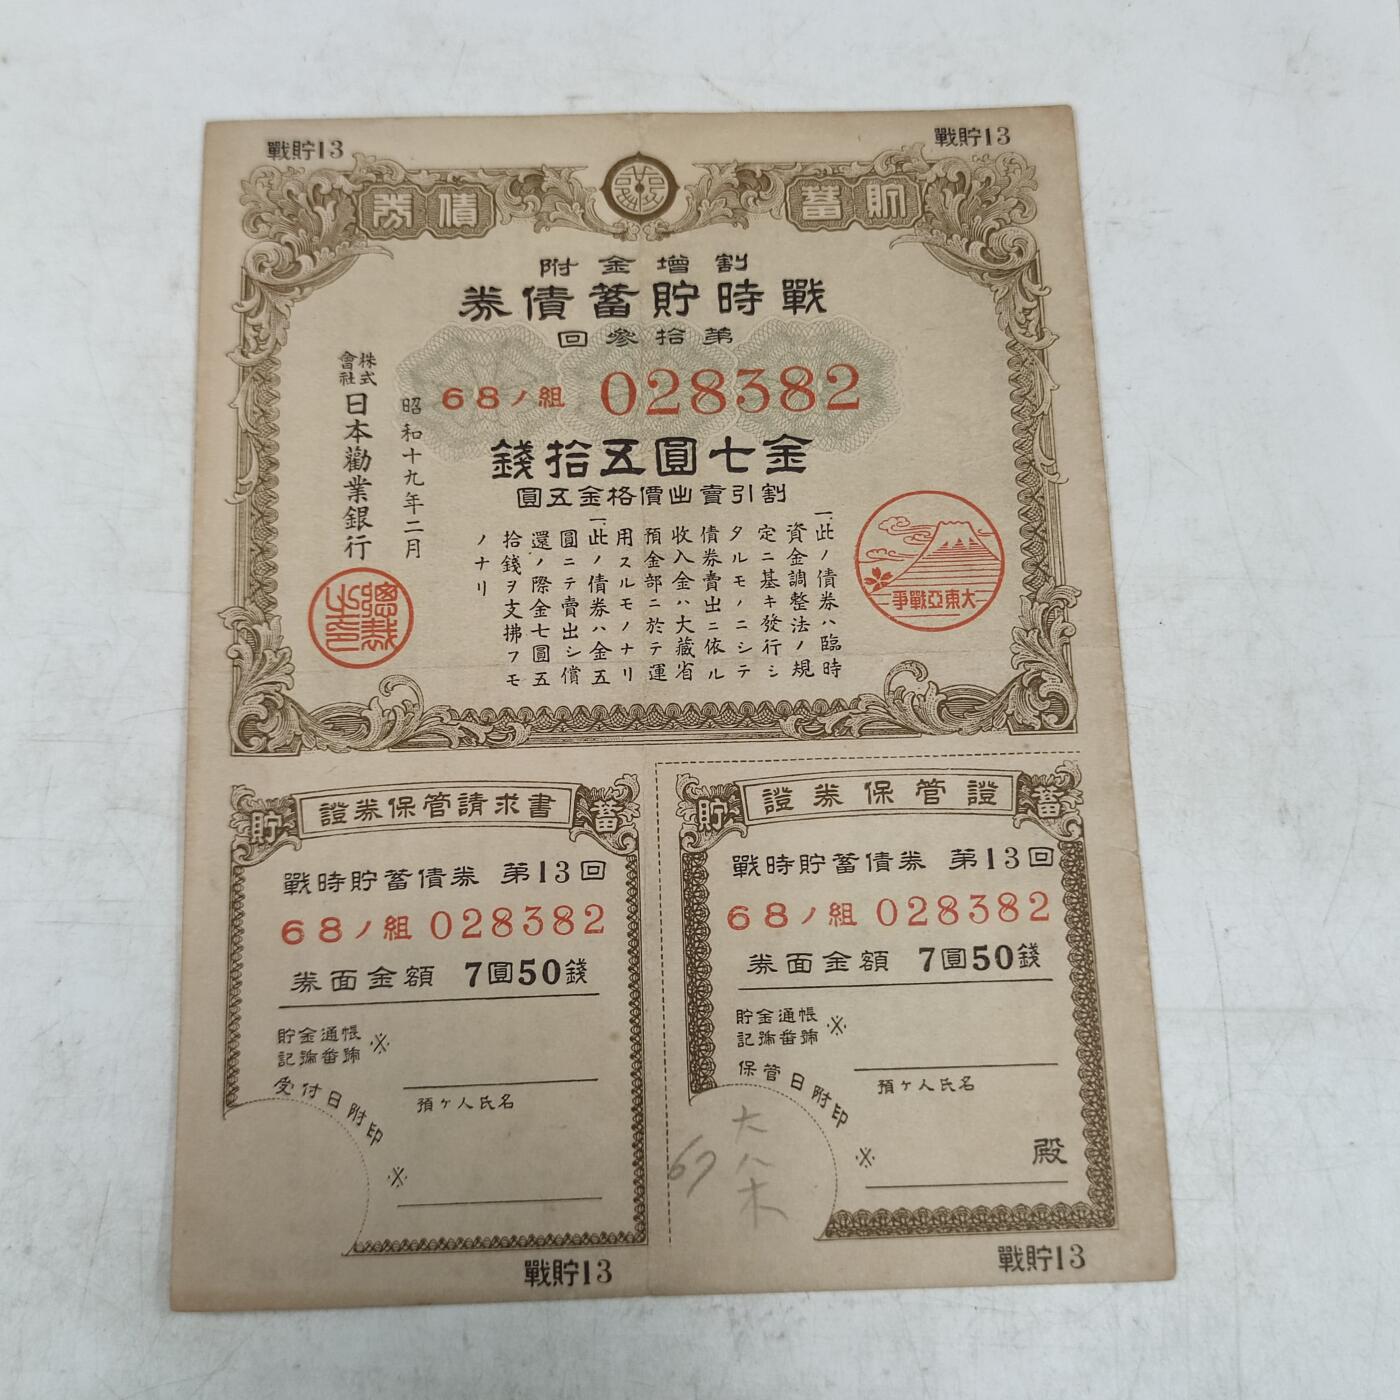 戰貯13
戰貯13
貯蓄
債券
割增金附
戰時貯蓄債券
第拾參回
68ノ組 028382
金七圓五拾錢
割引賣出價格金五圓
大東亞戰爭
一、此ノ債券ハ臨時
資金調整法ノ規
定ニ基キ發行シ
タルモノニシテ
債券賣出ニ依ル
收入金ハ大藏省
預金部ニ於テ運
用スルモノナリ
一、此ノ債券ハ金五
圓ニテ賣出シ償
還ノ際金七圓五
拾錢ヲ支拂フモ
ノナリ
昭和十九年二月
株式會社
日本勸業銀行
總裁之印
貯
證券保管請求書
蓄
戰時貯蓄債券 第13回
68ノ組 028382
券面金額 7圓50錢
貯金通帳
記號番號 ※
受付日附印
預ケ人氏名
※
戰貯13
貯
證券保管證
蓄
戰時貯蓄債券 第13回
68ノ組 028382
券面金額 7圓50錢
貯金通帳
記號番號 ※
保管日附印
預ケ人氏名
※
殿
大八木
67
戰貯13